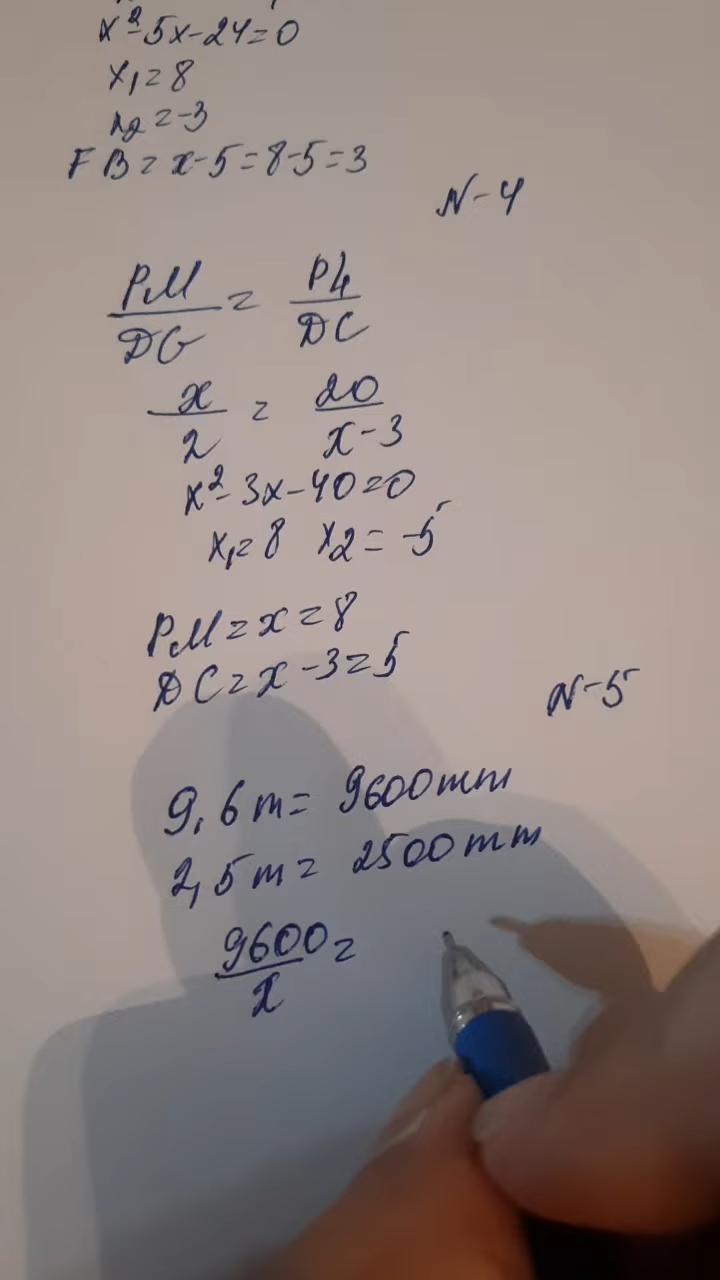 x²-5x-24=0
x₁=8
x₂=-3
FB=x-5=8-5=3
N-4
PM/DG = PL/DC
x/2 = 20/x-3
x²-3x-40=0
x₁=8 x₂=-5
PM=x=8
DC=x-3=5
N-5
9,6m=9600mm
2,5m=2500mm
9600/x=